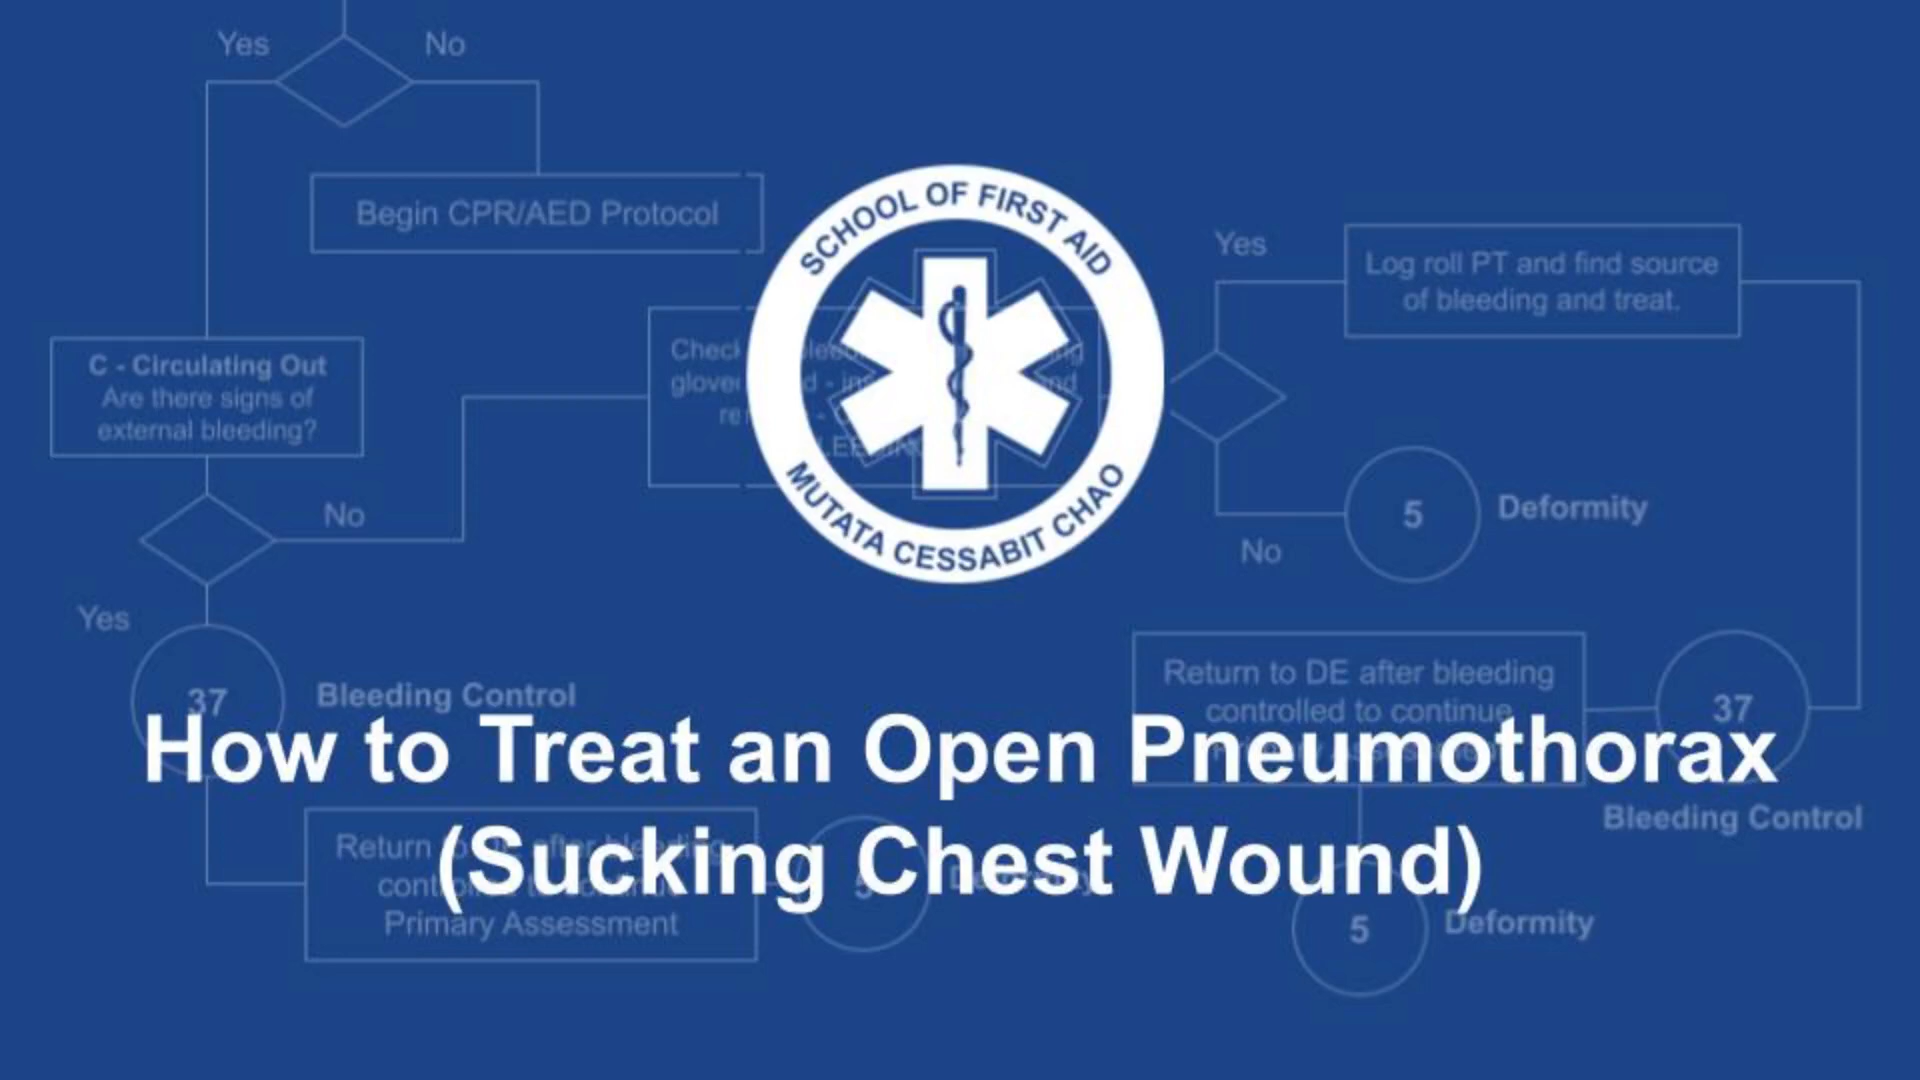 Yes
No
Begin CPR/AED Protocol
SCHOOL OF FIRST AID
MUTATA CESSABIT CHAO
C - Circulating Out
Are there signs of
external bleeding?
No
Yes
37
Bleeding Control
Check
Yes
Log roll PT and find source
of bleeding and treat.
No
5
Deformity
Return to DE after bleeding
controlled to continue
37
Bleeding Control
How to Treat an Open Pneumothorax
(Sucking Chest Wound)
Return
Primary Assessment
5
5
Deformity